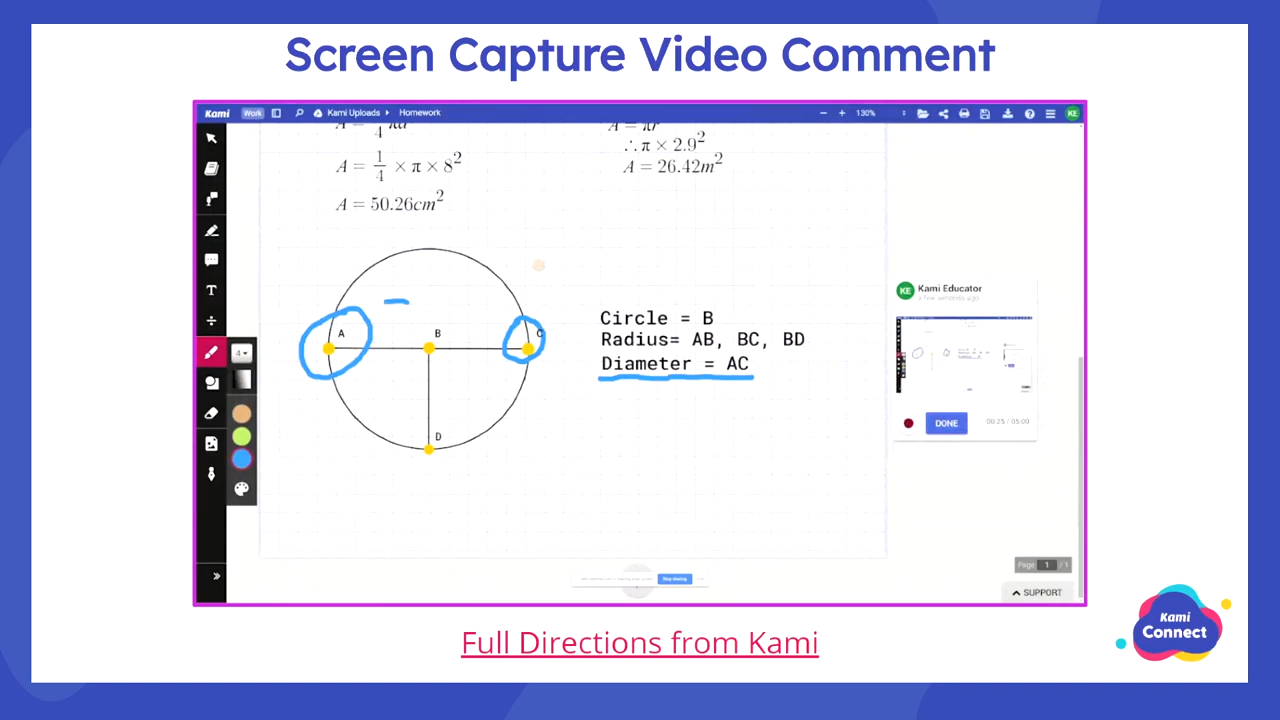 Screen Capture Video Comment
Kami Work Kami Uploads Homework 130% KE
A = 1/4 × π × 8²
A = 50.26cm²
∴ π × 2.9²
A = 26.42m²
A
B
C
D
Circle = B
Radius= AB, BC, BD
Diameter = AC
4
KE Kami Educator
a few seconds ago
DONE 00:25 / 05:00
Stop sharing
Page 1 / 1
SUPPORT
Full Directions from Kami
Kami
Connect